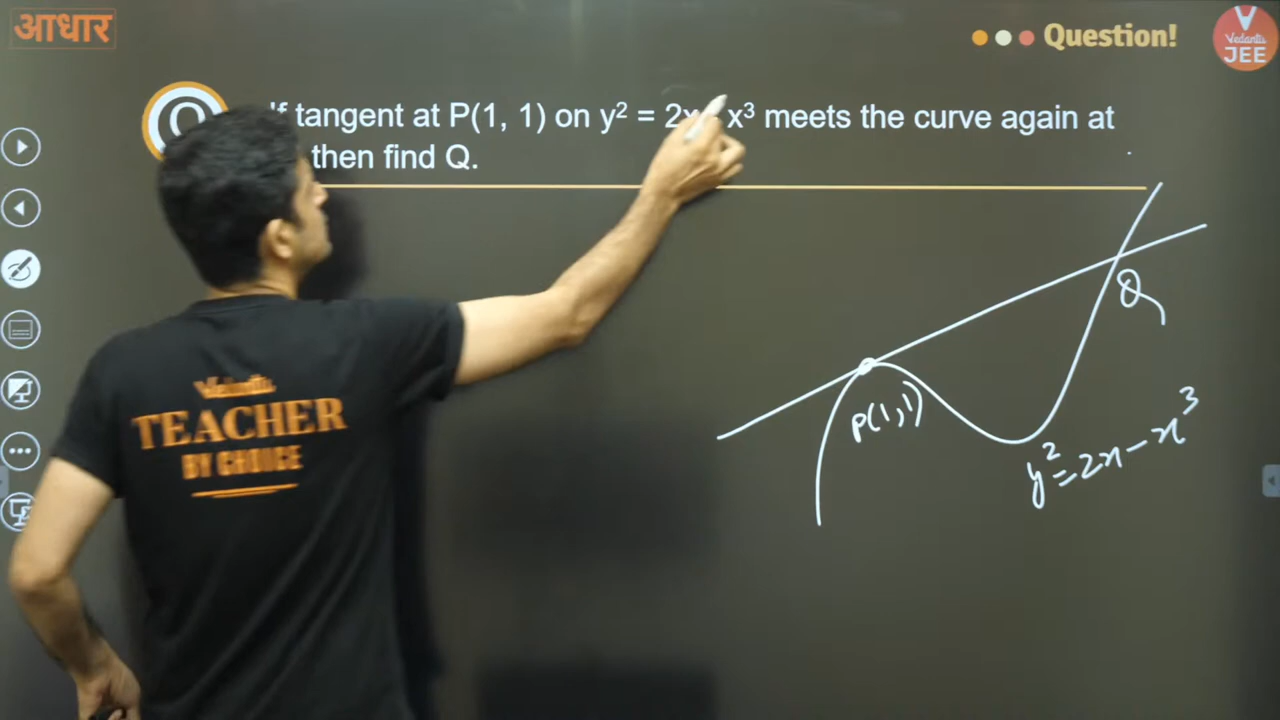 आधार
Question!
Vedantu
JEE
Q
If tangent at P(1, 1) on y² = 2x x³ meets the curve again at
then find Q.
Q
P(1,1)
y²=2x-x³
Vedantu
TEACHER
BY CHOICE